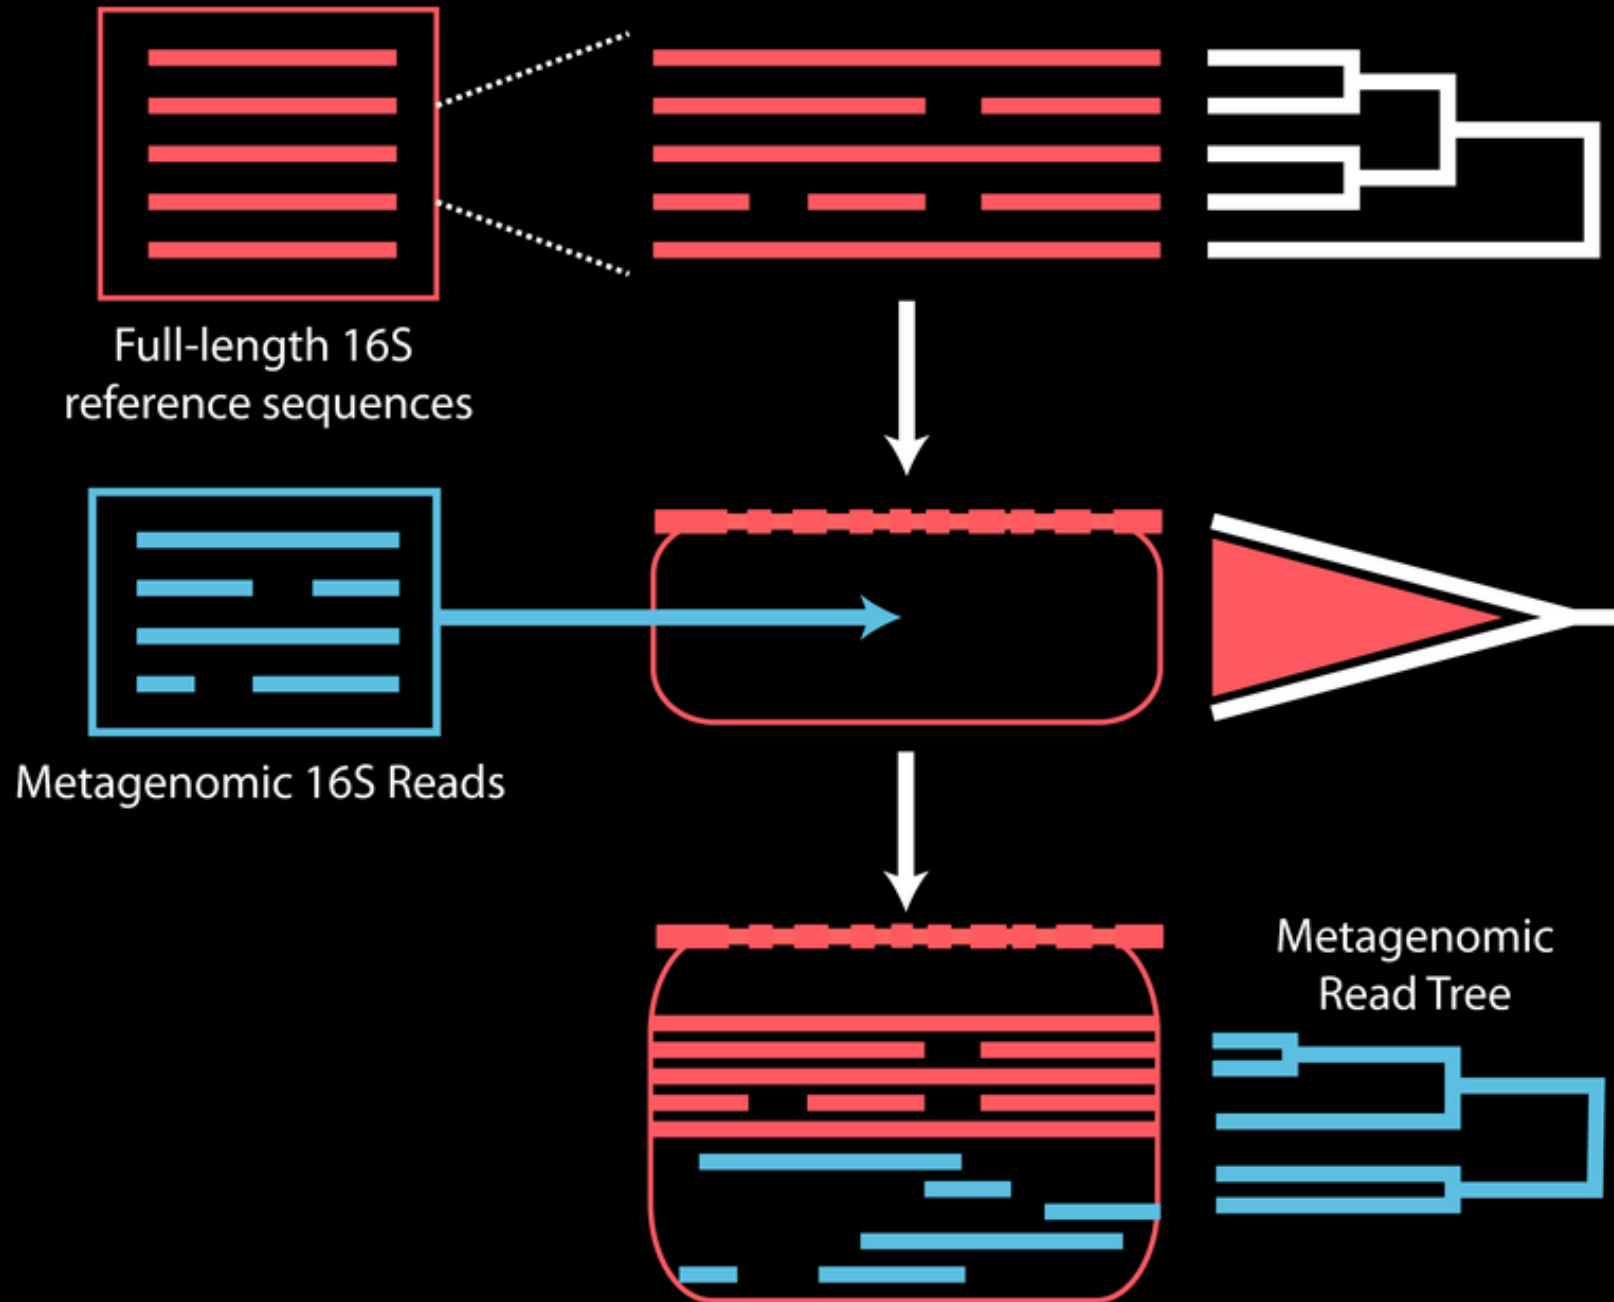 Full-length 16S
reference sequences
Metagenomic 16S Reads
Metagenomic
Read Tree